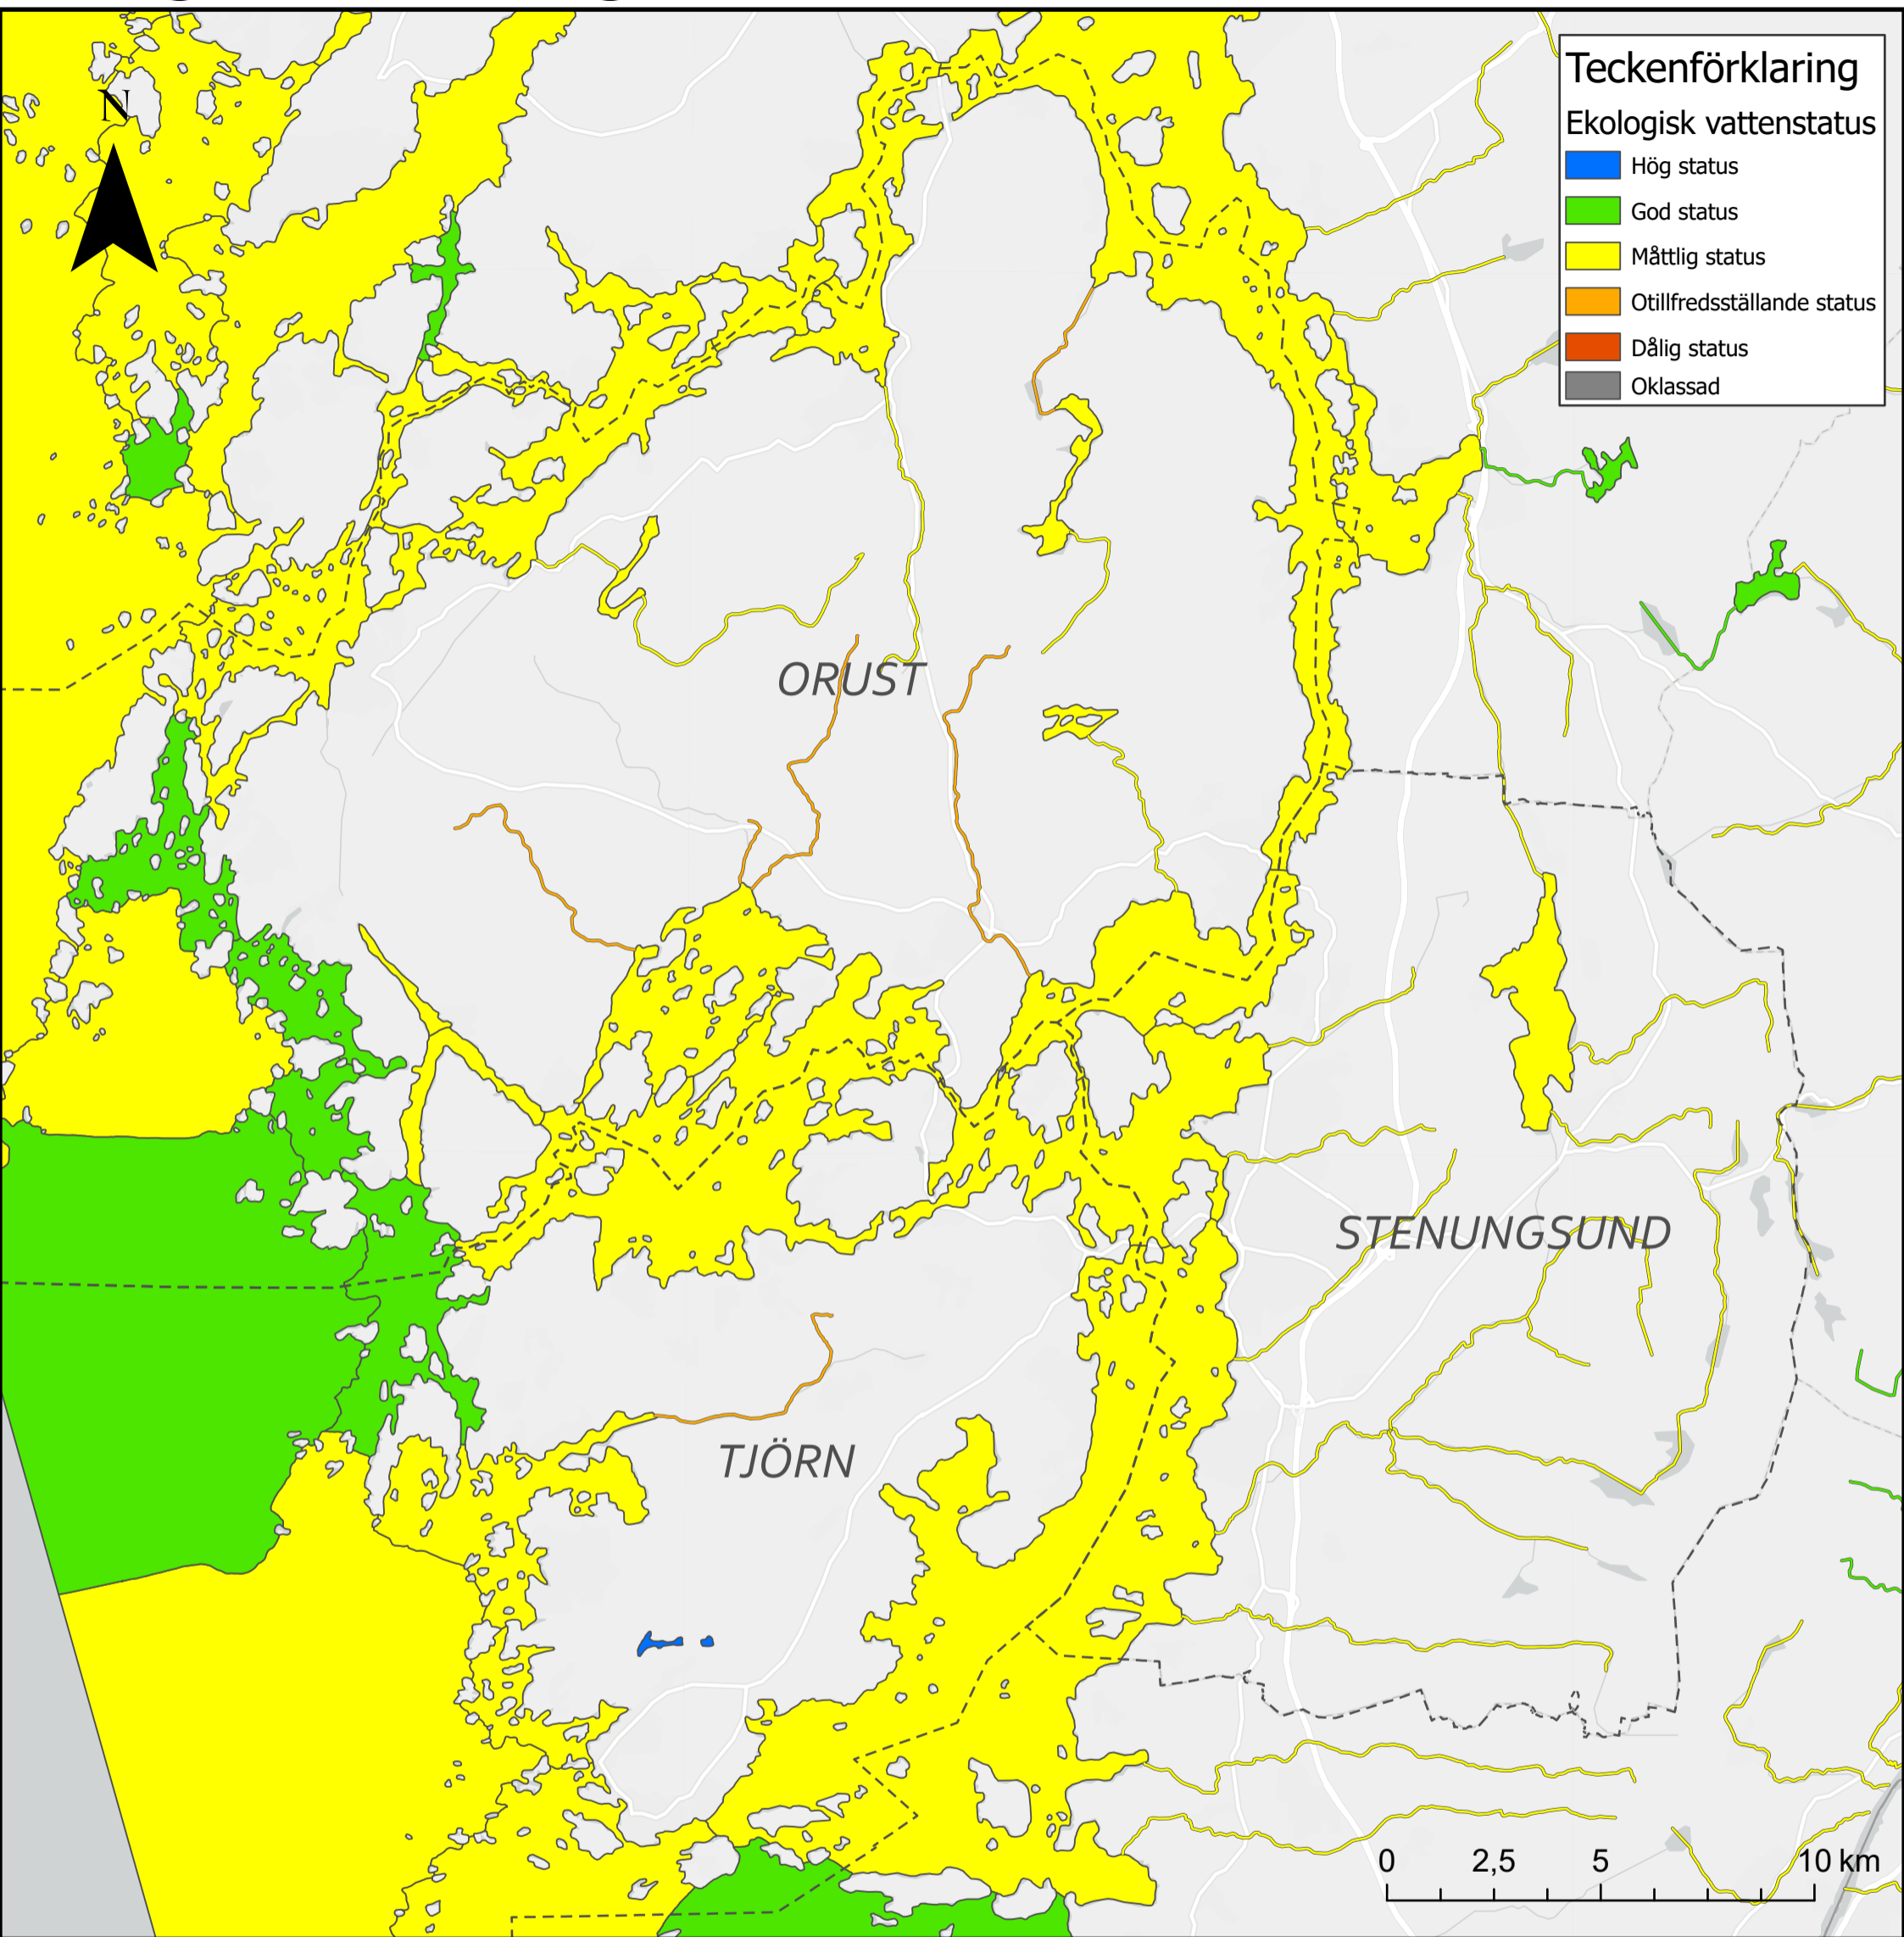 N
Teckenförklaring
Ekologisk vattenstatus
Hög status
God status
Måttlig status
Otillfredsställande status
Dålig status
Oklassad
ORUST
STENUNGSUND
TJÖRN
0 2,5 5 10 km